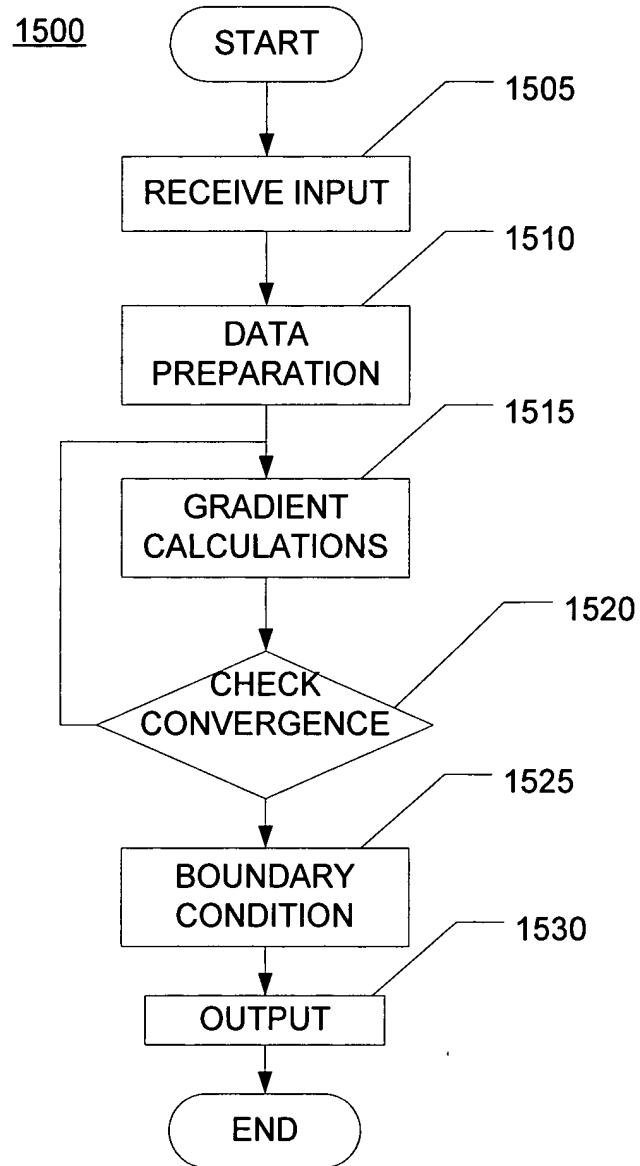 1500
START
1505
RECEIVE INPUT
1510
DATA
PREPARATION
1515
GRADIENT
CALCULATIONS
1520
CHECK
CONVERGENCE
1525
BOUNDARY
CONDITION
1530
OUTPUT
END